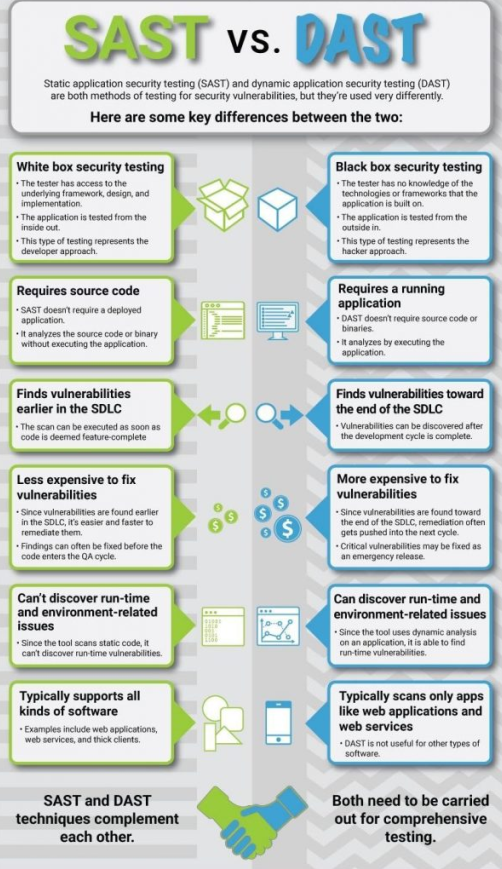 SAST vs. DAST
Static application security testing (SAST) and dynamic application security testing (DAST)
are both methods of testing for security vulnerabilities, but they're used very differently.
Here are some key differences between the two:
White box security testing
• The tester has access to the
underlying framework, design, and
implementation.
• The application is tested from the
inside out.
• This type of testing represents the
developer approach.
Black box security testing
• The tester has no knowledge of the
technologies or frameworks that the
application is built on.
• The application is tested from the
outside in.
• This type of testing represents the
hacker approach.
Requires source code
• SAST doesn't require a deployed
application.
• It analyzes the source code or binary
without executing the application.
Requires a running
application
• DAST doesn't require source code or
binaries.
• It analyzes by executing the
application.
Finds vulnerabilities
earlier in the SDLC
• The scan can be executed as soon as
code is deemed feature-complete
Finds vulnerabilities toward
the end of the SDLC
• Vulnerabilities can be discovered after
the development cycle is complete.
Less expensive to fix
vulnerabilities
• Since vulnerabilities are found earlier
in the SDLC, it's easier and faster to
remediate them.
• Findings can often be fixed before the
code enters the QA cycle.
$ $ $
$ $ $ $ $
More expensive to fix
vulnerabilities
• Since vulnerabilities are found toward
the end of the SDLC, remediation often
gets pushed into the next cycle.
• Critical vulnerabilities may be fixed as
an emergency release.
Can't discover run-time
and environment-related
issues
• Since the tool scans static code, it
can't discover run-time vulnerabilities.
Can discover run-time and
environment-related issues
• Since the tool uses dynamic analysis
on an application, it is able to find
run-time vulnerabilities.
Typically supports all
kinds of software
• Examples include web applications,
web services, and thick clients.
Typically scans only apps
like web applications and
web services
• DAST is not useful for other types of
software.
SAST and DAST
techniques complement
each other.
Both need to be carried
out for comprehensive
testing.